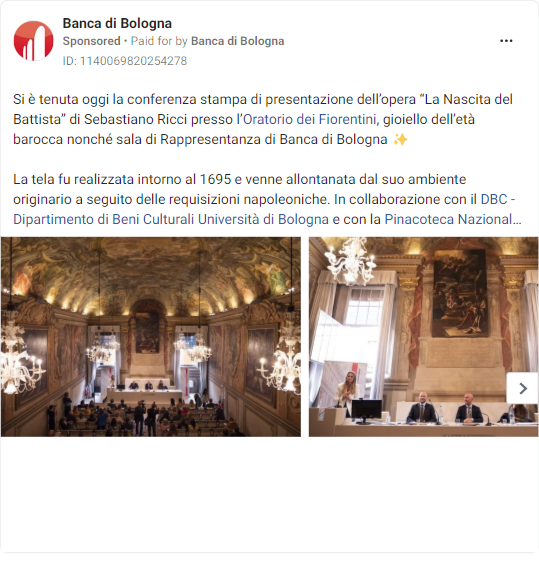 Banca di Bologna
Sponsored • Paid for by Banca di Bologna
ID: 1140069820254278
Si è tenuta oggi la conferenza stampa di presentazione dell’opera “La Nascita del
Battista” di Sebastiano Ricci presso l’Oratorio dei Fiorentini, gioiello dell’età
barocca nonché sala di Rappresentanza di Banca di Bologna ✨
La tela fu realizzata intorno al 1695 e venne allontanata dal suo ambiente
originario a seguito delle requisizioni napoleoniche. In collaborazione con il DBC -
Dipartimento di Beni Culturali Università di Bologna e con la Pinacoteca Nazional...